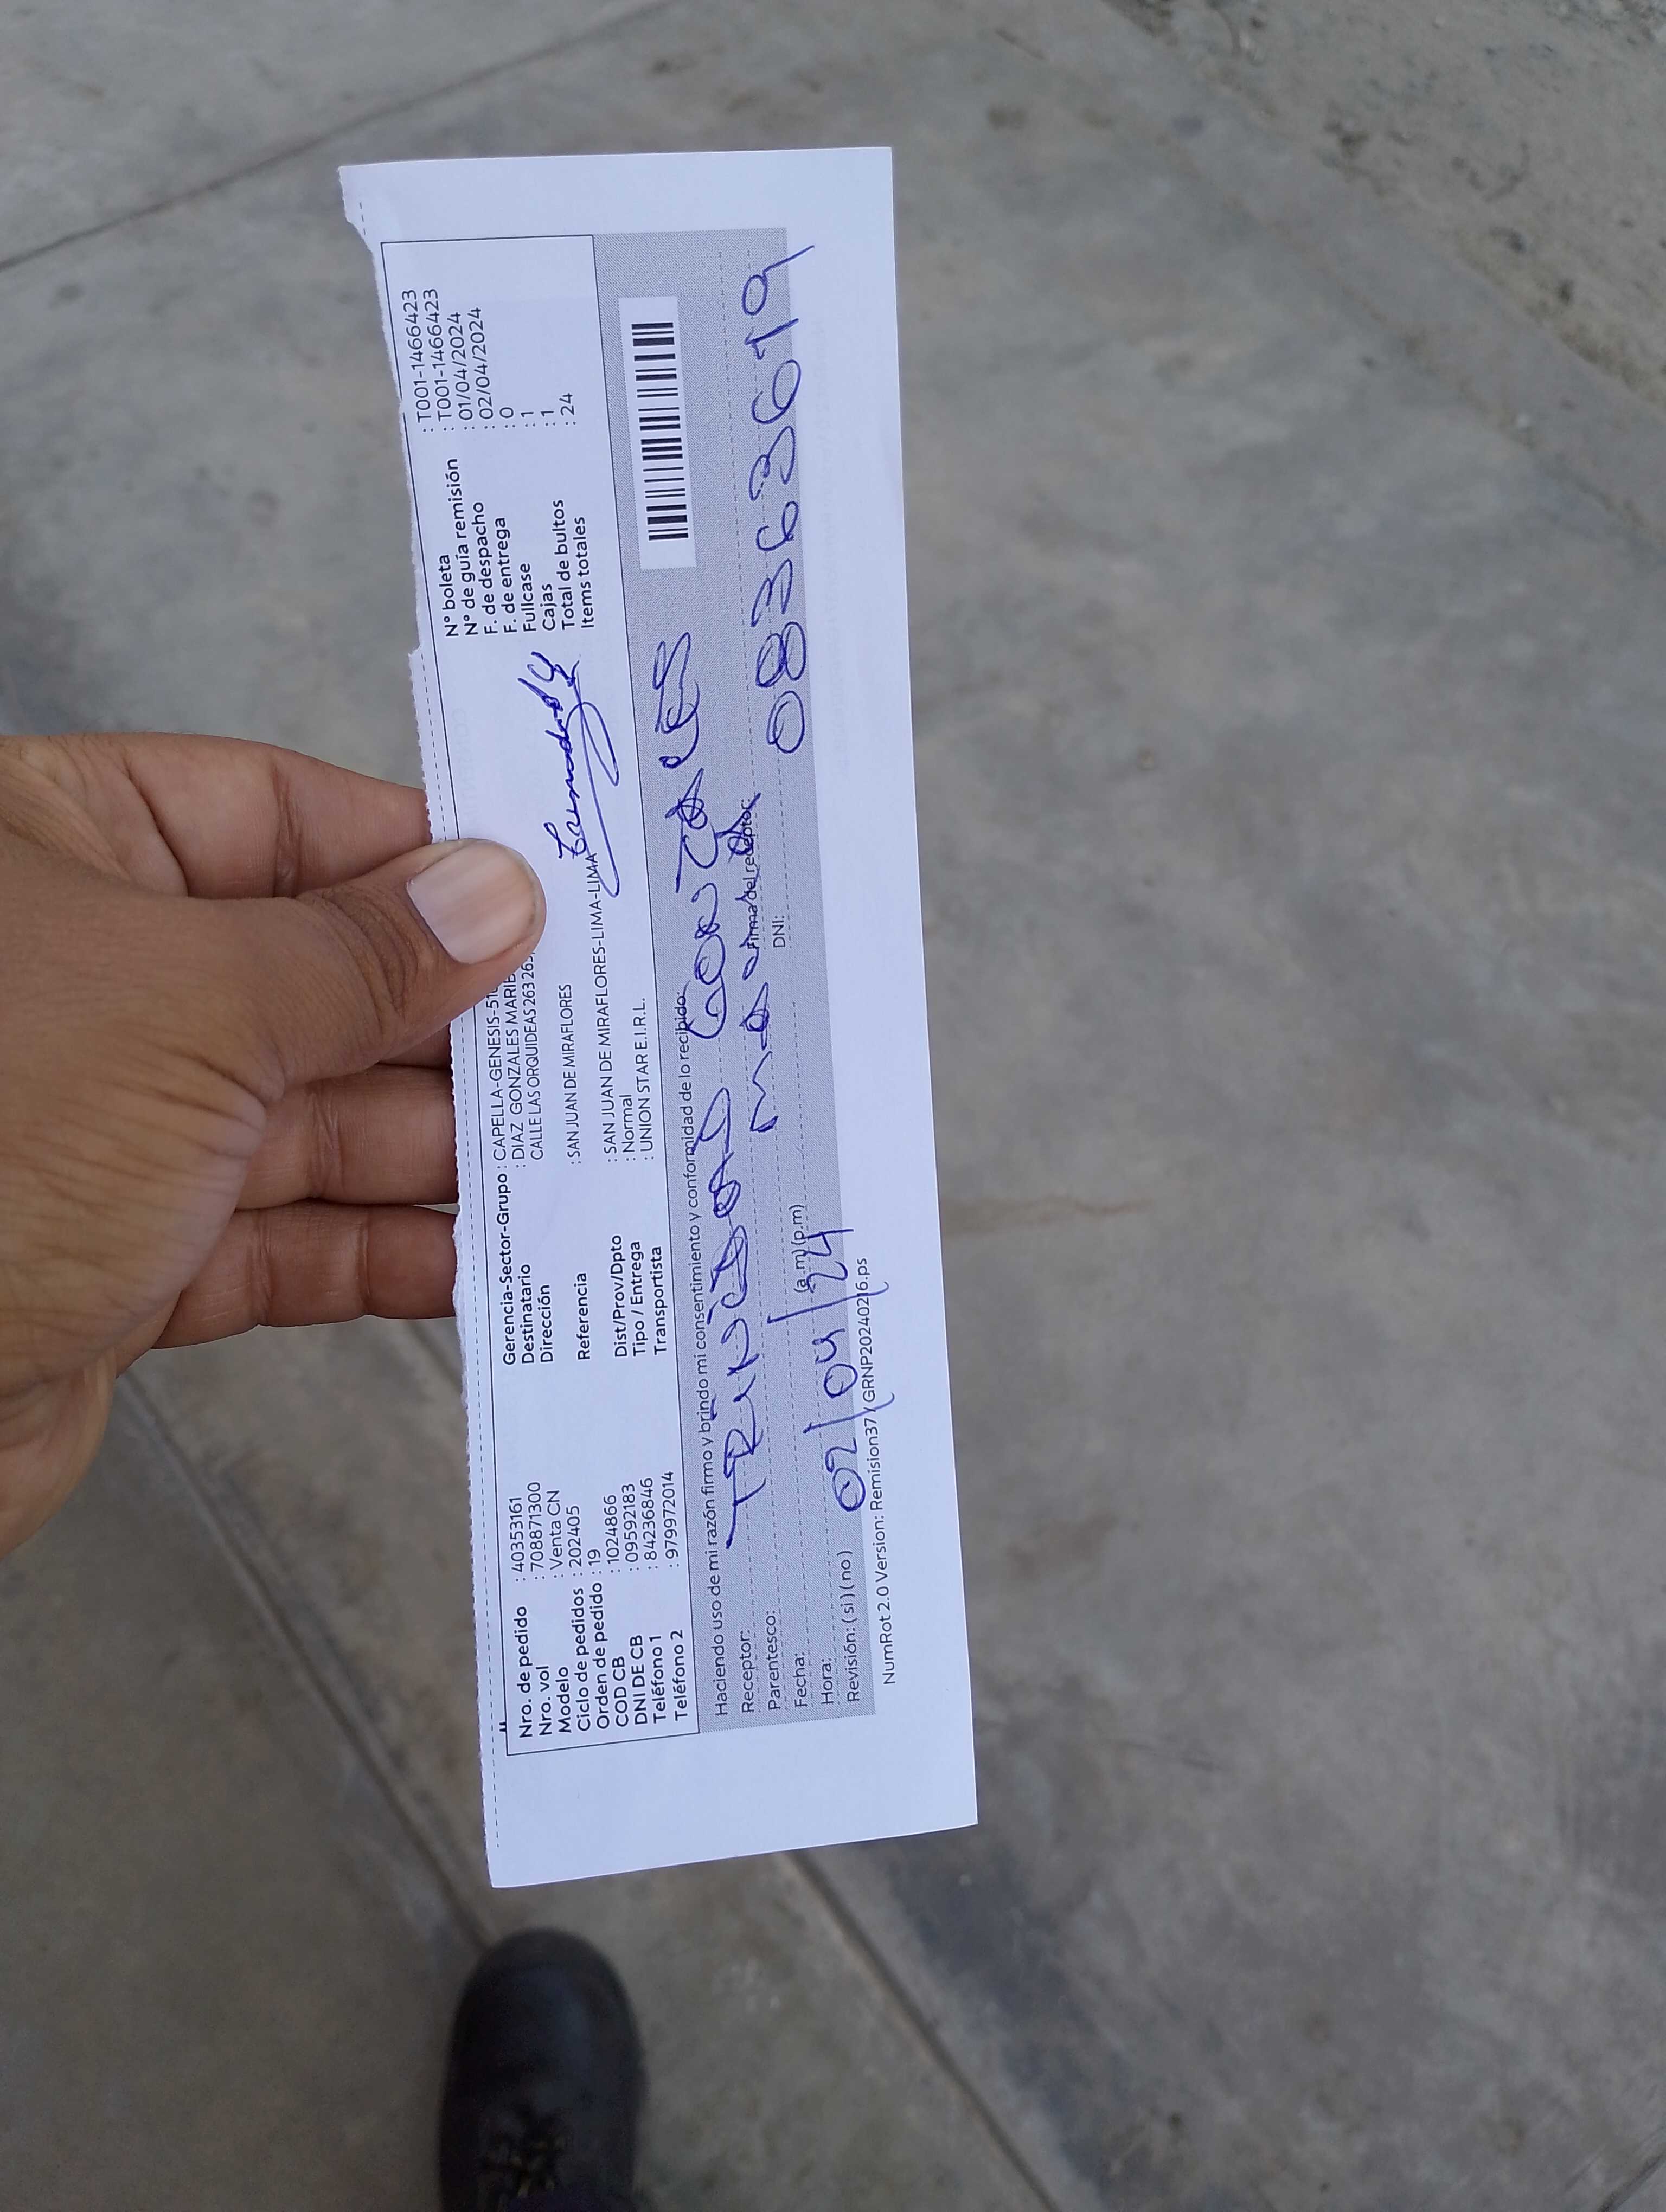 Nro. de pedido : 40353161
Nro. vol : 708871300
Modelo : Venta CN
Ciclo de pedidos : 202405
Orden de pedido : 19
COD CB : 1024866
DNI DE CB : 09592183
Teléfono 1 : 84236846
Teléfono 2 : 979972014
Gerencia-Sector-Grupo : CAPELLA-GENESIS-51
Destinatario : DIAZ GONZALES MARIB
Dirección CALLE LAS ORQUIDEAS 263 263
Referencia : SAN JUAN DE MIRAFLORES
Dist/Prov/Dpto : SAN JUAN DE MIRAFLORES-LIMA-LIMA
Tipo / Entrega : Normal
Transportista : UNION STAR E.I.R.L.
N° boleta : T001-1466423
N° de guía remisión : T001-1466423
F. de despacho : 01/04/2024
F. de entrega : 02/04/2024
Fullcase : 0
Cajas : 1
Total de bultos : 1
Items totales : 24
Haciendo uso de mi razón firmo y brindo mi consentimiento y conformidad de lo recibido:
Receptor: TRINIDAD GONZALES
Parentesco: mamá
Firma del receptor:
Fecha: 02/04/24
DNI: 08363619
Hora: (a.m) (p.m)
Revisión: ( si ) ( no )
NumRot 2.0 Version: Remision37 / GRNP20240216.ps